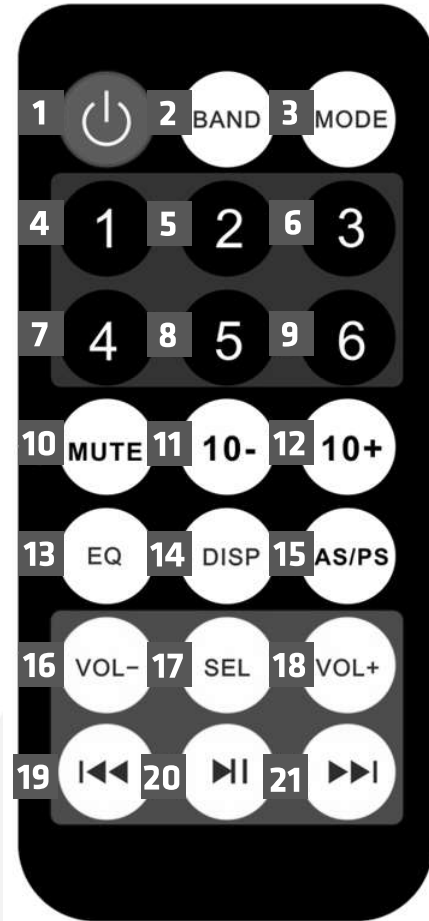 1 2 BAND 3 MODE
4 1 5 2 6 3
7 4 8 5 9 6
10 MUTE 11 10- 12 10+
13 EQ 14 DISP 15 AS/PS
16 VOL- 17 SEL 18 VOL+
19 20 21